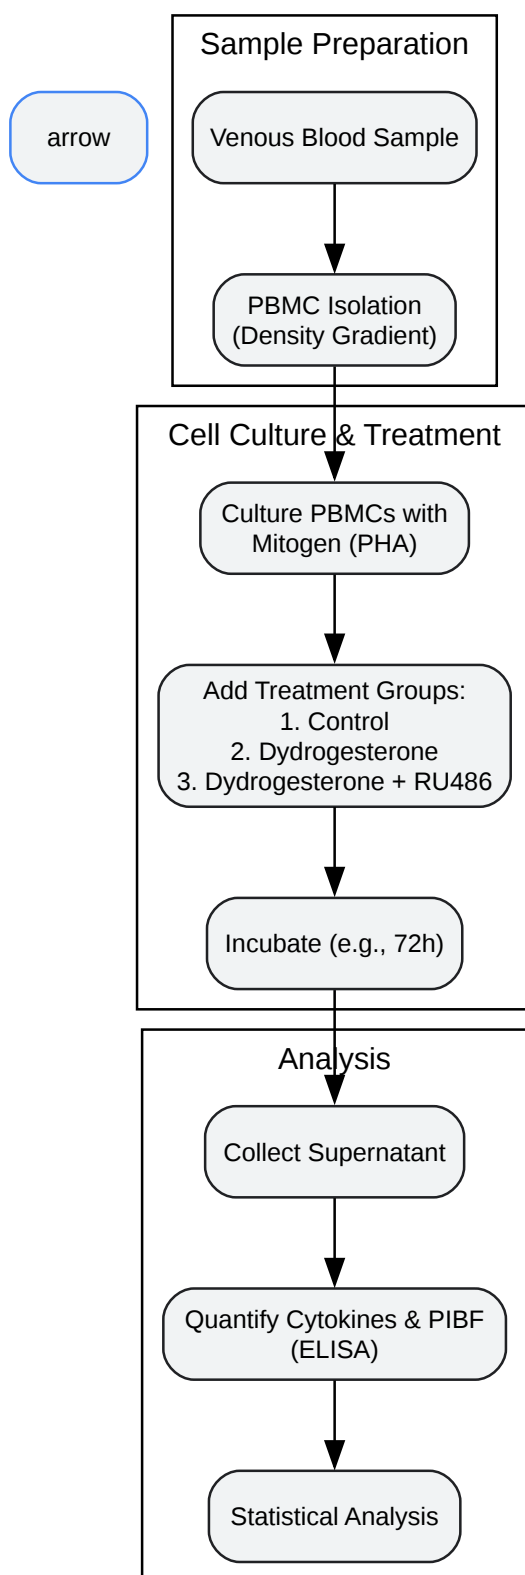 Sample Preparation
arrow
Venous Blood Sample
PBMC Isolation
(Density Gradient)
Cell Culture & Treatment
Culture PBMCs with
Mitogen (PHA)
Add Treatment Groups:
1. Control
2. Dydrogesterone
3. Dydrogesterone + RU486
Incubate (e.g., 72h)
Analysis
Collect Supernatant
Quantify Cytokines & PIBF
(ELISA)
Statistical Analysis